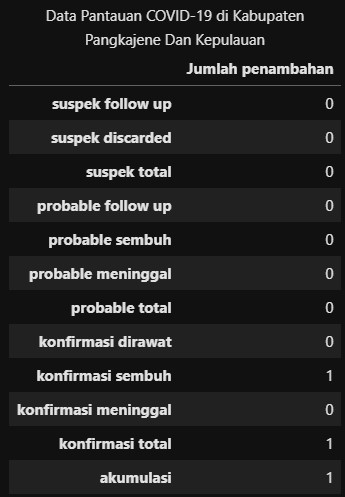 Data Pantauan COVID-19 di Kabupaten
Pangkajene Dan Kepulauan
Jumlah penambahan
suspek follow up 0
suspek discarded 0
suspek total 0
probable follow up 0
probable sembuh 0
probable meninggal 0
probable total 0
konfirmasi dirawat 0
konfirmasi sembuh 1
konfirmasi meninggal 0
konfirmasi total 1
akumulasi 1